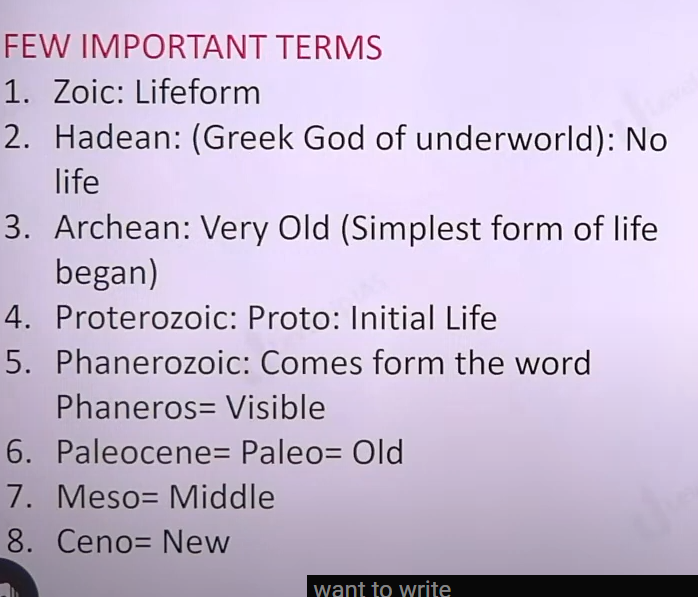 FEW IMPORTANT TERMS
1. Zoic: Lifeform
2. Hadean: (Greek God of underworld): No
life
3. Archean: Very Old (Simplest form of life
began)
4. Proterozoic: Proto: Initial Life
5. Phanerozoic: Comes form the word
Phaneros= Visible
6. Paleocene= Paleo= Old
7. Meso= Middle
8. Ceno= New
want to write